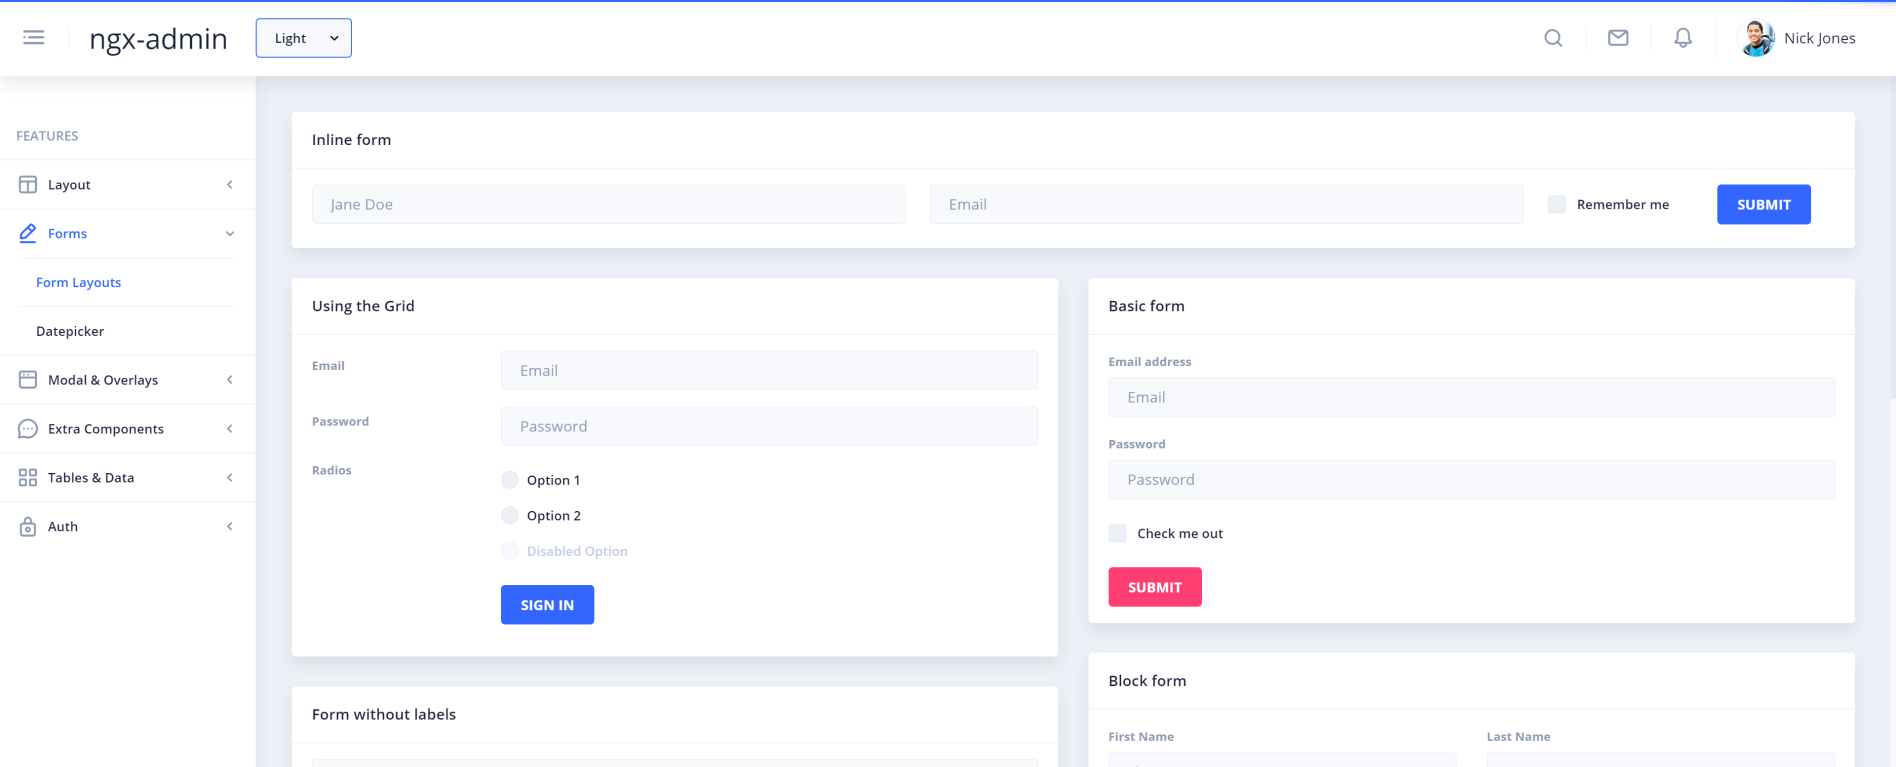 ngx-admin
Light
Nick Jones
FEATURES
Layout
Forms
Form Layouts
Datepicker
Modal & Overlays
Extra Components
Tables & Data
Auth
Inline form
Jane Doe
Email
Remember me
SUBMIT
Using the Grid
Email
Email
Password
Password
Radios
Option 1
Option 2
Disabled Option
SIGN IN
Form without labels
Basic form
Email address
Email
Password
Password
Check me out
SUBMIT
Block form
First Name
Last Name